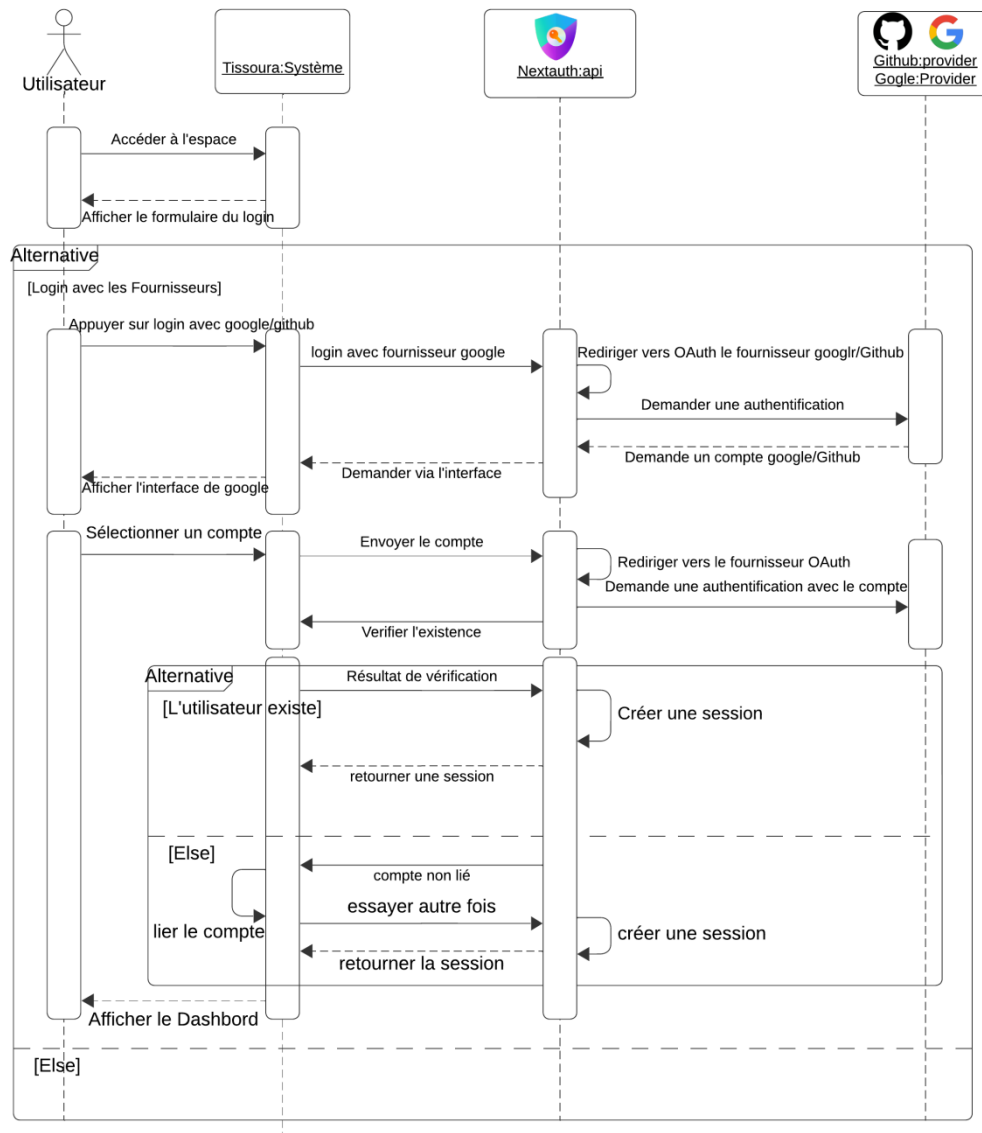 Utilisateur
Tissoura:Système
Nextauth:api
Github:provider
Gogle:Provider
Accéder à l'espace
Afficher le formulaire du login
Alternative
[Login avec les Fournisseurs]
Appuyer sur login avec google/github
login avec fournisseur google
Rediriger vers OAuth le fournisseur googlr/Github
Demander une authentification
Demande un compte google/Github
Demander via l'interface
Afficher l'interface de google
Sélectionner un compte
Envoyer le compte
Rediriger vers le fournisseur OAuth
Demande une authentification avec le compte
Verifier l'existence
Alternative
Résultat de vérification
[L'utilisateur existe]
Créer une session
retourner une session
[Else]
compte non lié
essayer autre fois
lier le compte
créer une session
retourner la session
Afficher le Dashbord
[Else]